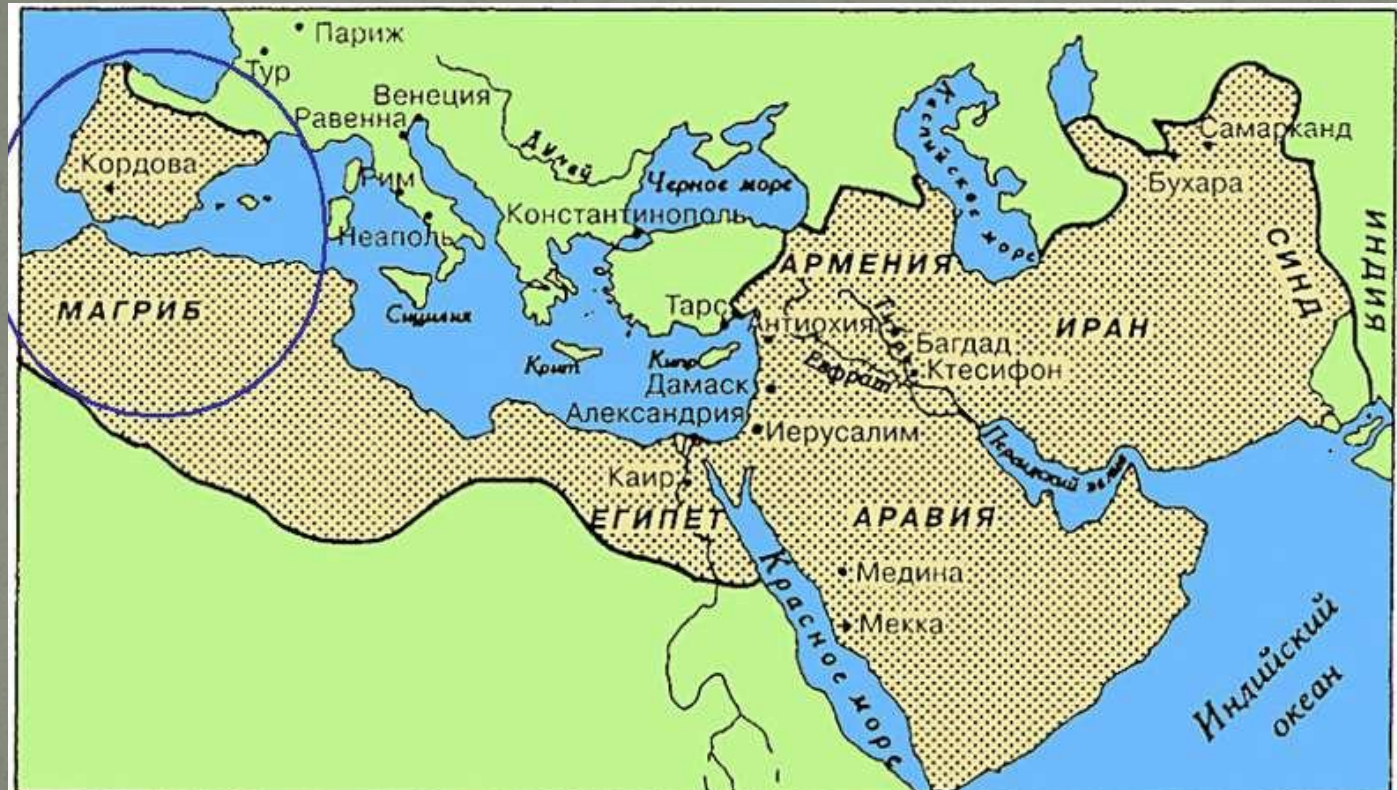 Париж
Тур
Венеция
Равенна
Дунай
Каспийское море
Самарканд
Кордова
Рим
Черное море
Бухара
Константинополь
Неаполь
ИНДИЯ
СИНД
АРМЕНИЯ
МАГРИБ
Сицилия
Тарс
Антиохия
Тигр
ИРАН
Багдад
Крит
Кипр
Евфрат
Ктесифон
Дамаск
Александрия
Иерусалим
Персидский залив
Каир
ЕГИПЕТ
АРАВИЯ
Медина
Мекка
Красное море
Индийский
океан